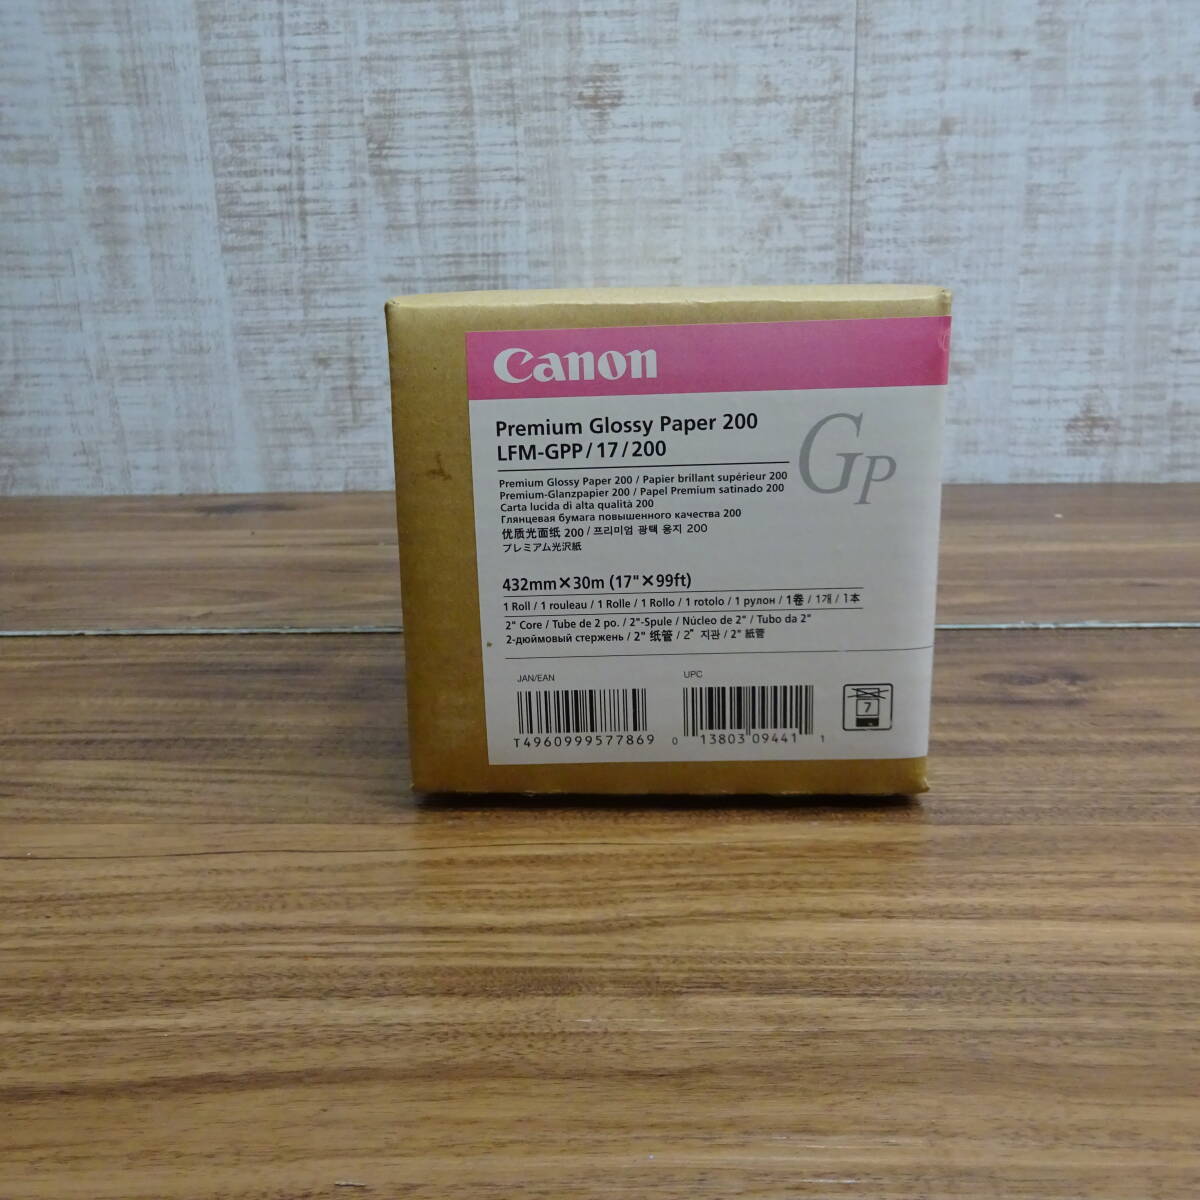 Canon
Premium Glossy Paper 200
LFM-GPP/17/200
GP
Premium Glossy Paper 200 / Papier brillant supérieur 200
Premium-Glanzpapier 200 / Papel Premium satinado 200
Carta lucida di alta qualità 200
Глянцевая бумага повышенного качества 200
优质光面纸 200 / 프리미엄 광택 용지 200
プレミアム光沢紙
432mm×30m (17"×99ft)
1 Roll / 1 rouleau / 1 Rolle / 1 Rollo / 1 rotolo / 1 рулон / 1卷 / 1개 / 1本
2" Core / Tube de 2 po. / 2"-Spule / Núcleo de 2" / Tubo da 2"
2-дюймовый стержень / 2" 纸管 / 2" 지관 / 2" 紙管
JAN/EAN
UPC
T4960999577869
0 13803 09441 1
7